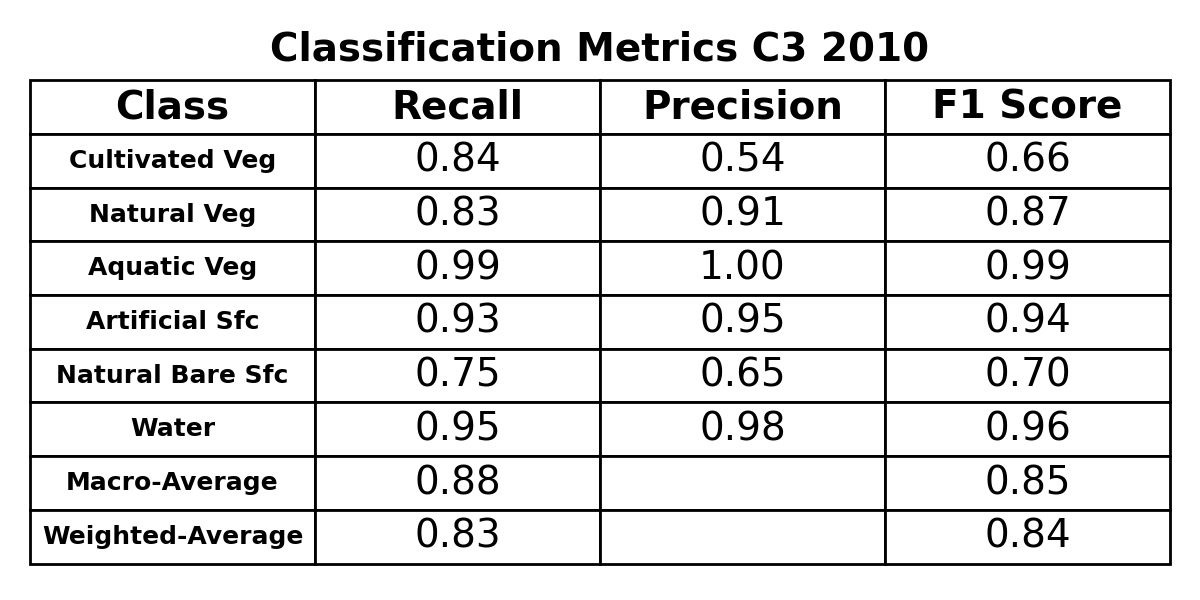 Classification Metrics C3 2010
Class Recall Precision F1 Score
Cultivated Veg 0.84 0.54 0.66
Natural Veg 0.83 0.91 0.87
Aquatic Veg 0.99 1.00 0.99
Artificial Sfc 0.93 0.95 0.94
Natural Bare Sfc 0.75 0.65 0.70
Water 0.95 0.98 0.96
Macro-Average 0.88 0.85
Weighted-Average 0.83 0.84